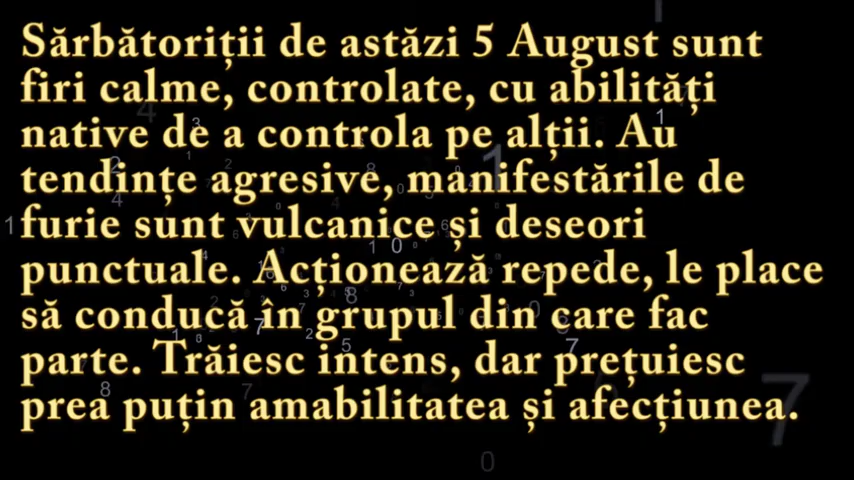 Sărbătoriții de astăzi 5 August sunt
firi calme, controlate, cu abilități
native de a controla pe alții. Au
tendințe agresive, manifestările de
furie sunt vulcanice și deseori
punctuale. Acționează repede, le place
să conducă în grupul din care fac
parte. Trăiesc intens, dar prețuiesc
prea puțin amabilitatea și afecțiunea.